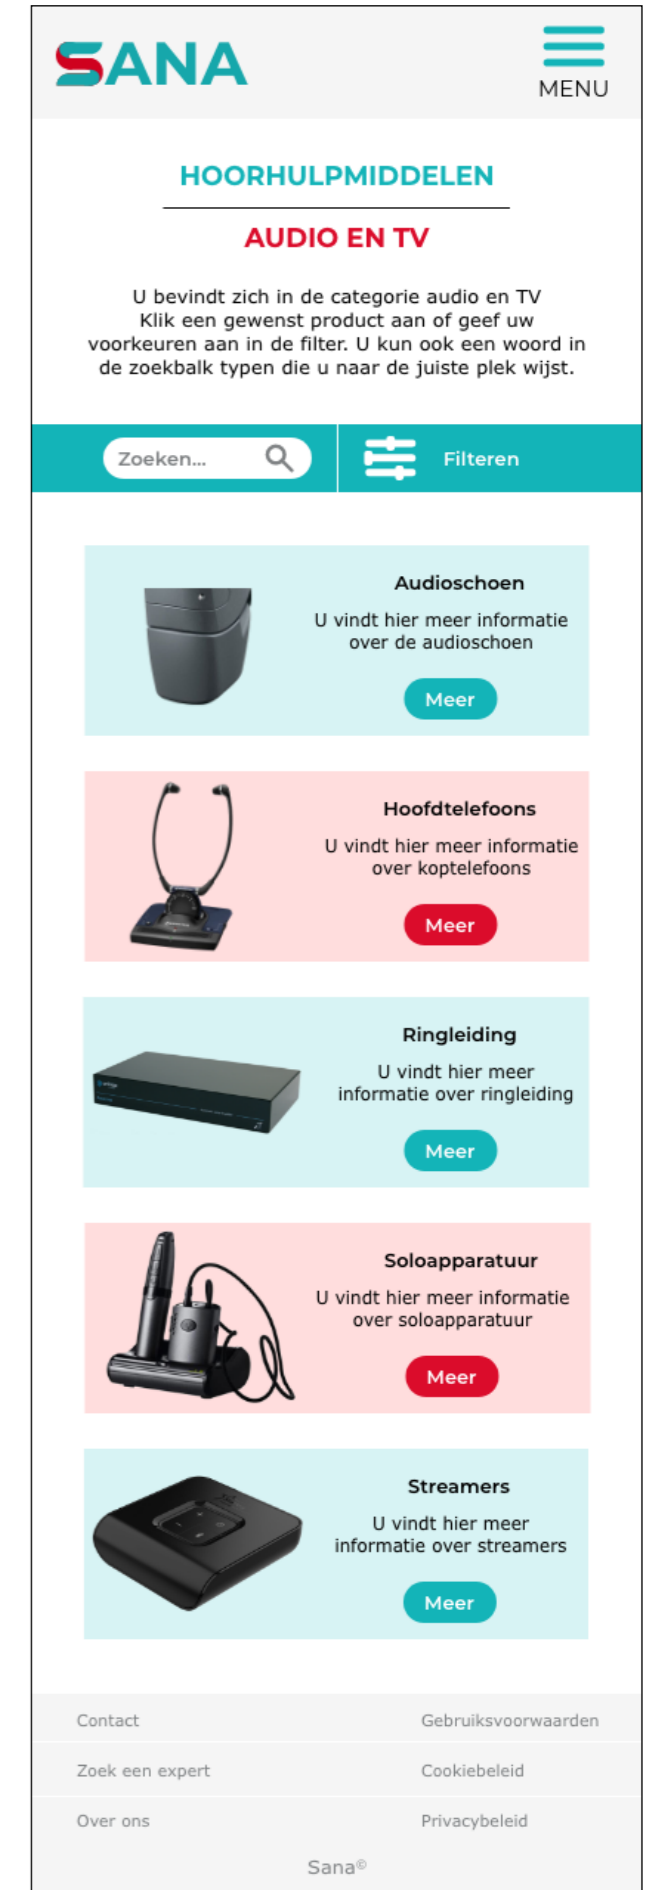 SANA
MENU
HOORHULPMIDDELEN
AUDIO EN TV
U bevindt zich in de categorie audio en TV
Klik een gewenst product aan of geef uw
voorkeuren aan in de filter. U kun ook een woord in
de zoekbalk typen die u naar de juiste plek wijst.
Zoeken...
Filteren
Audioschoen
U vindt hier meer informatie
over de audioschoen
Meer
Hoofdtelefoons
U vindt hier meer informatie
over koptelefoons
Meer
Ringleiding
U vindt hier meer
informatie over ringleiding
Meer
Soloapparatuur
U vindt hier meer informatie
over soloapparatuur
Meer
Streamers
U vindt hier meer
informatie over streamers
Meer
Contact
Gebruiksvoorwaarden
Zoek een expert
Cookiebeleid
Over ons
Privacybeleid
Sana©